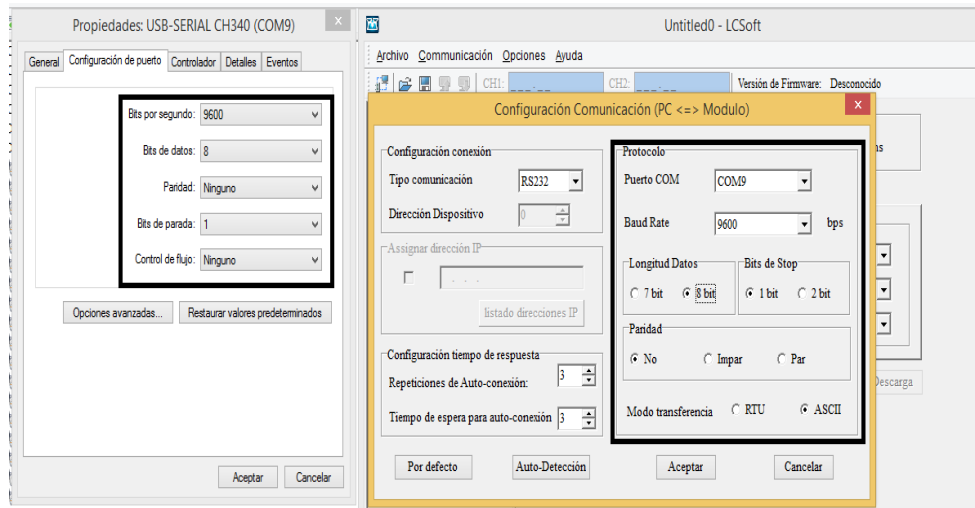 Propiedades: USB-SERIAL CH340 (COM9)
x
General Configuración de puerto Controlador Detalles Eventos
Bits por segundo: 9600
Bits de datos: 8
Paridad: Ninguno
Bits de parada: 1
Control de flujo: Ninguno
Opciones avanzadas... Restaurar valores predeterminados
Aceptar Cancelar
Untitled0 - LCSoft
Archivo Communicación Opciones Ayuda
CH1: ___.__ CH2: ___.__ Versión de Firmware: Desconocido
Configuración Comunicación (PC <=> Modulo)
x
Configuración conexión
Tipo comunicación RS232
Dirección Dispositivo 0
Assignar dirección IP
. . .
listado direcciones IP
Configuración tiempo de respuesta
Repeticiones de Auto-conexión: 3
Tiempo de espera para auto-conexión 3
Protocolo
Puerto COM COM9
Baud Rate 9600 bps
Longitud Datos Bits de Stop
7 bit 8 bit 1 bit 2 bit
Paridad
No Impar Par
Modo transferencia RTU ASCII
Por defecto Auto-Detección Aceptar Cancelar
as
Descarga